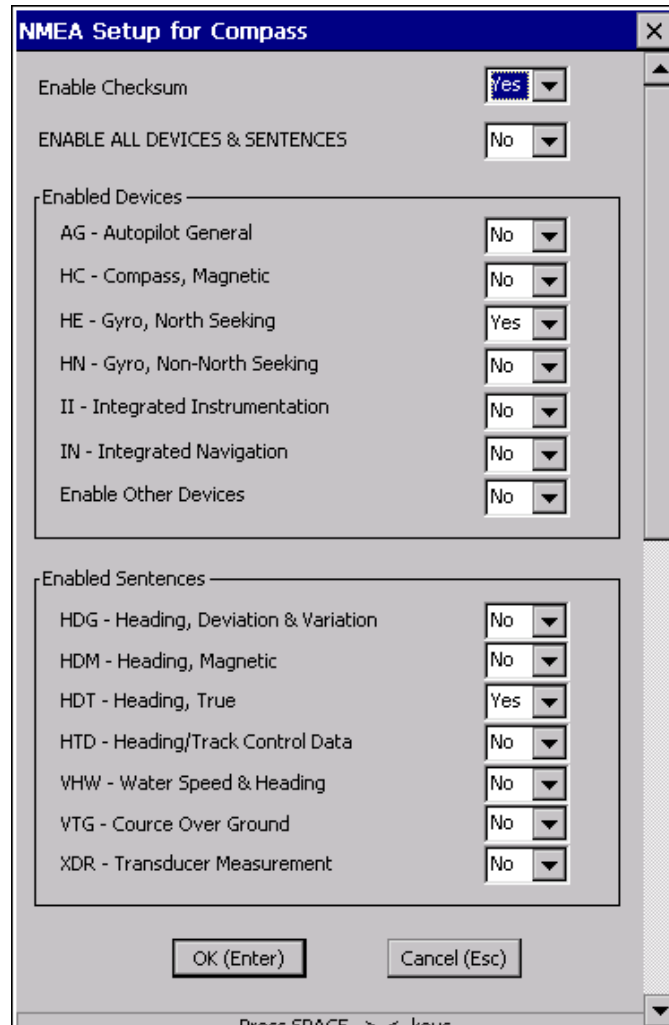 NMEA Setup for Compass
Enable Checksum Yes
ENABLE ALL DEVICES & SENTENCES No
Enabled Devices
AG - Autopilot General No
HC - Compass, Magnetic No
HE - Gyro, North Seeking Yes
HN - Gyro, Non-North Seeking No
II - Integrated Instrumentation No
IN - Integrated Navigation No
Enable Other Devices No
Enabled Sentences
HDG - Heading, Deviation & Variation No
HDM - Heading, Magnetic No
HDT - Heading, True Yes
HTD - Heading/Track Control Data No
VHW - Water Speed & Heading No
VTG - Cource Over Ground No
XDR - Transducer Measurement No
OK (Enter) Cancel (Esc)
Press SPACE, >, <, keys